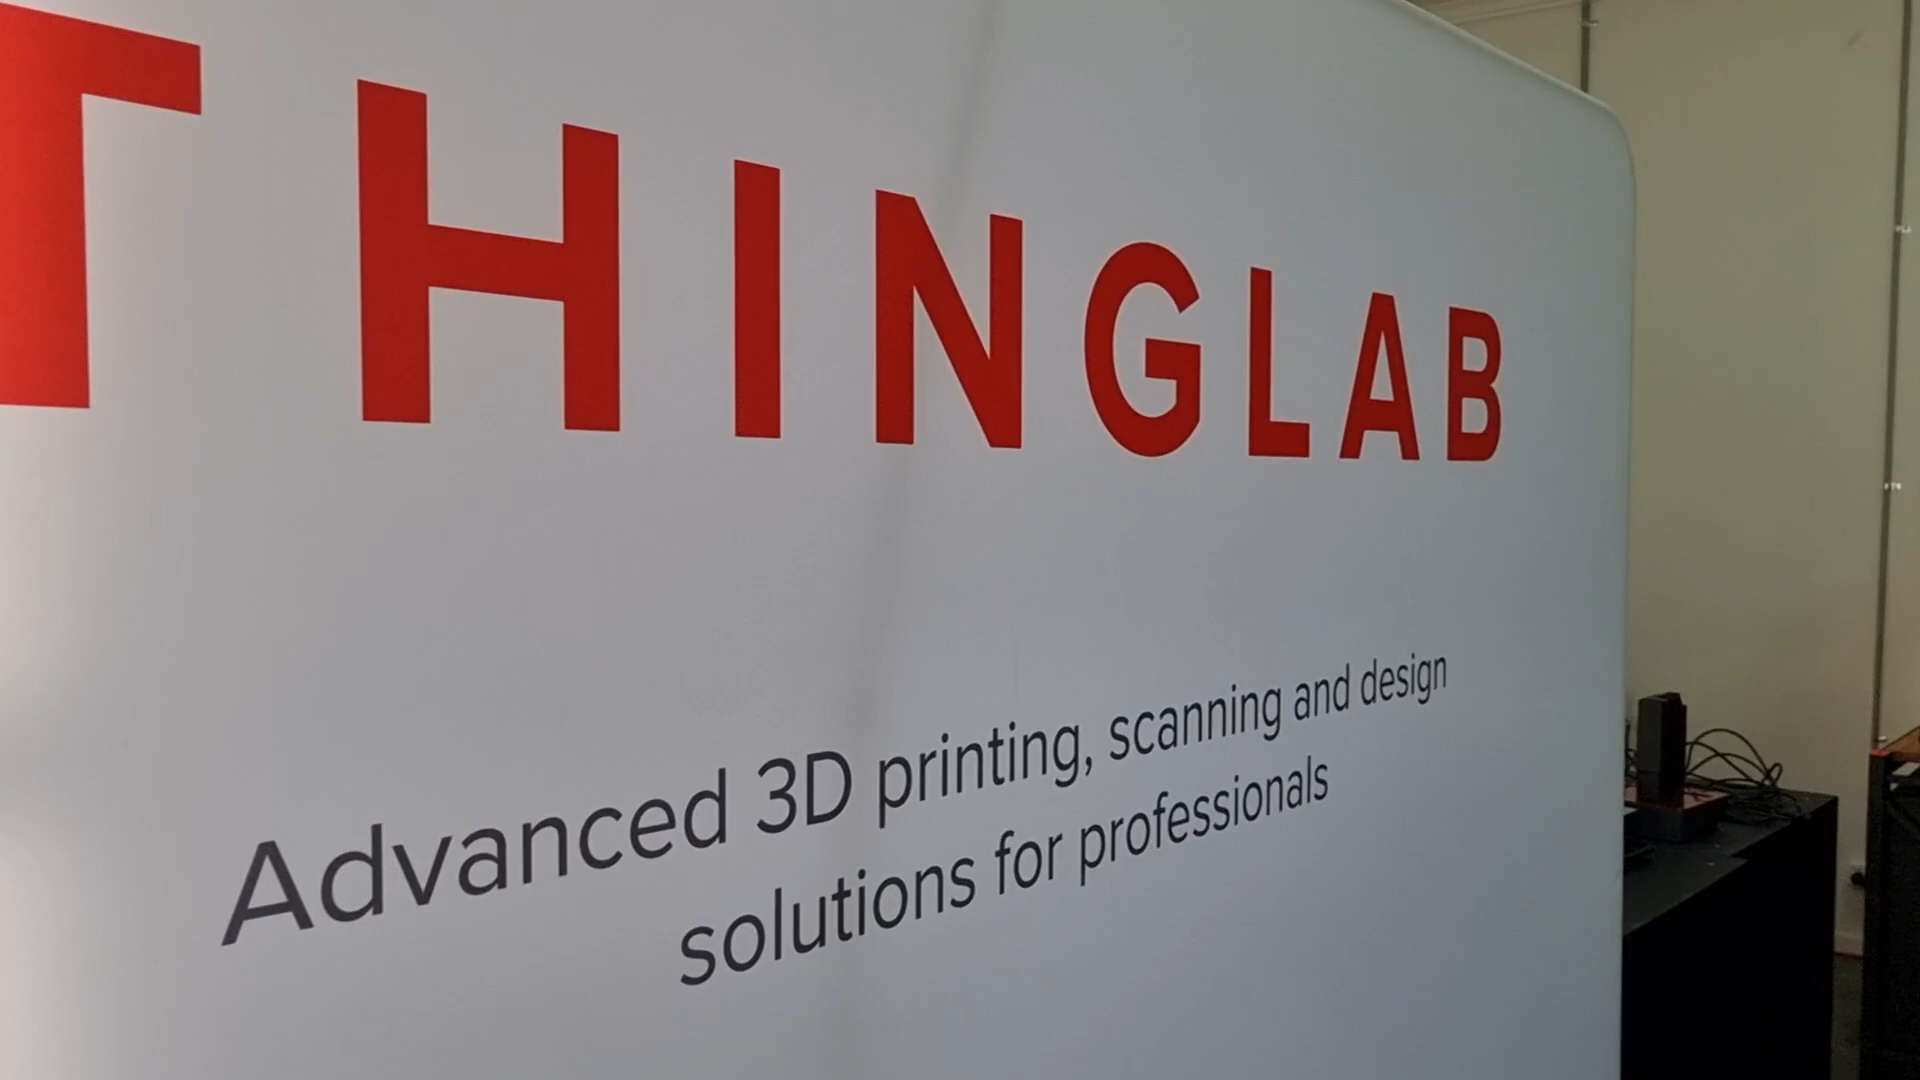 THINGLAB
Advanced 3D printing, scanning and design
solutions for professionals